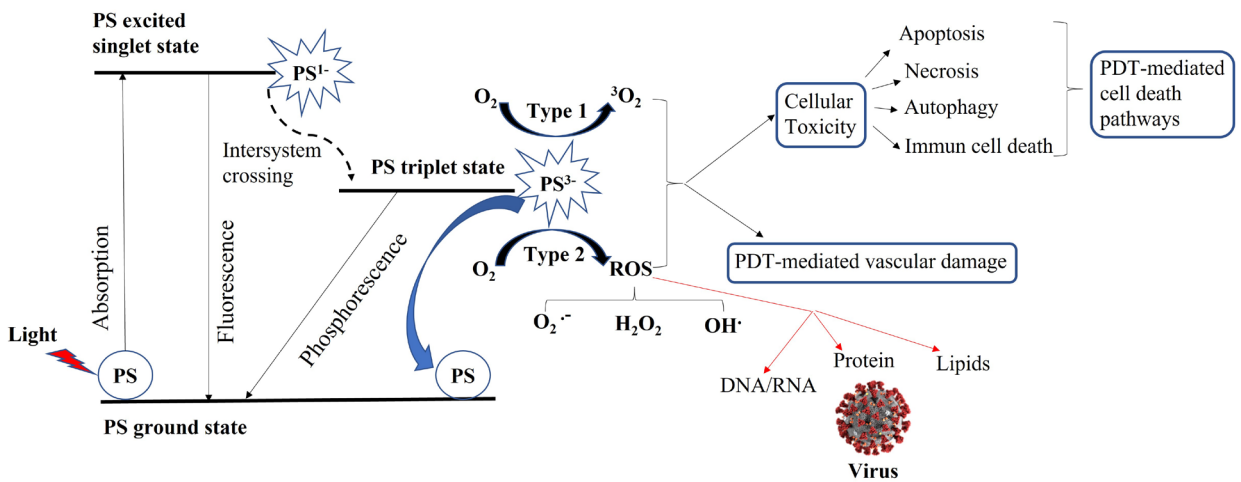 PS excited
singlet state
PS¹⁻
Intersystem
crossing
PS triplet state
PS³⁻
Absorption
Fluorescence
Phosphorescence
Light
PS
PS
PS ground state
O₂
Type 1
³O₂
O₂
Type 2
ROS
O₂˙⁻
H₂O₂
OH˙
Cellular
Toxicity
Apoptosis
Necrosis
Autophagy
Immun cell death
PDT-mediated
cell death
pathways
PDT-mediated vascular damage
DNA/RNA
Protein
Lipids
Virus